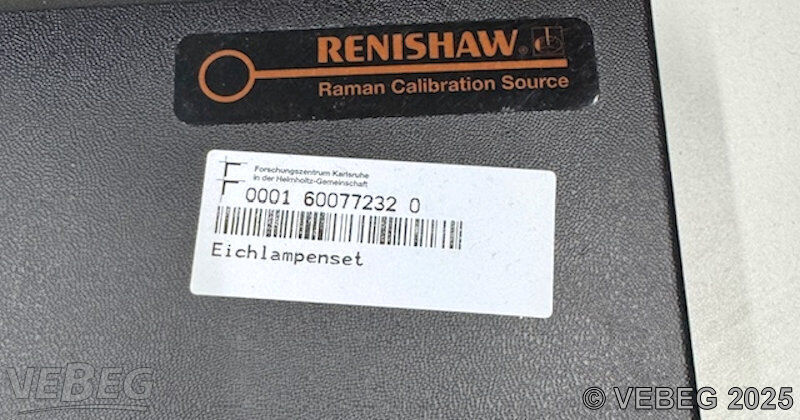 RENISHAW®
Raman Calibration Source
Forschungszentrum Karlsruhe
in der Helmholtz-Gemeinschaft
0001 60077232 0
Eichlampenset
VEBEG
© VEBEG 2025